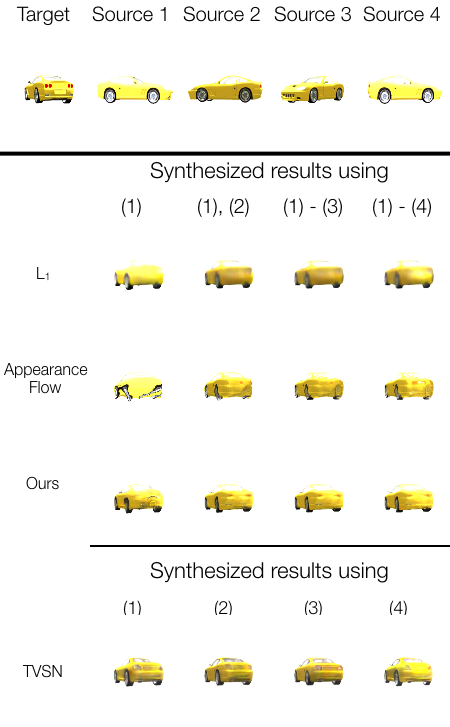 Target Source 1 Source 2 Source 3 Source 4
Synthesized results using
(1) (1), (2) (1) - (3) (1) - (4)
L₁
Appearance
Flow
Ours
Synthesized results using
(1) (2) (3) (4)
TVSN